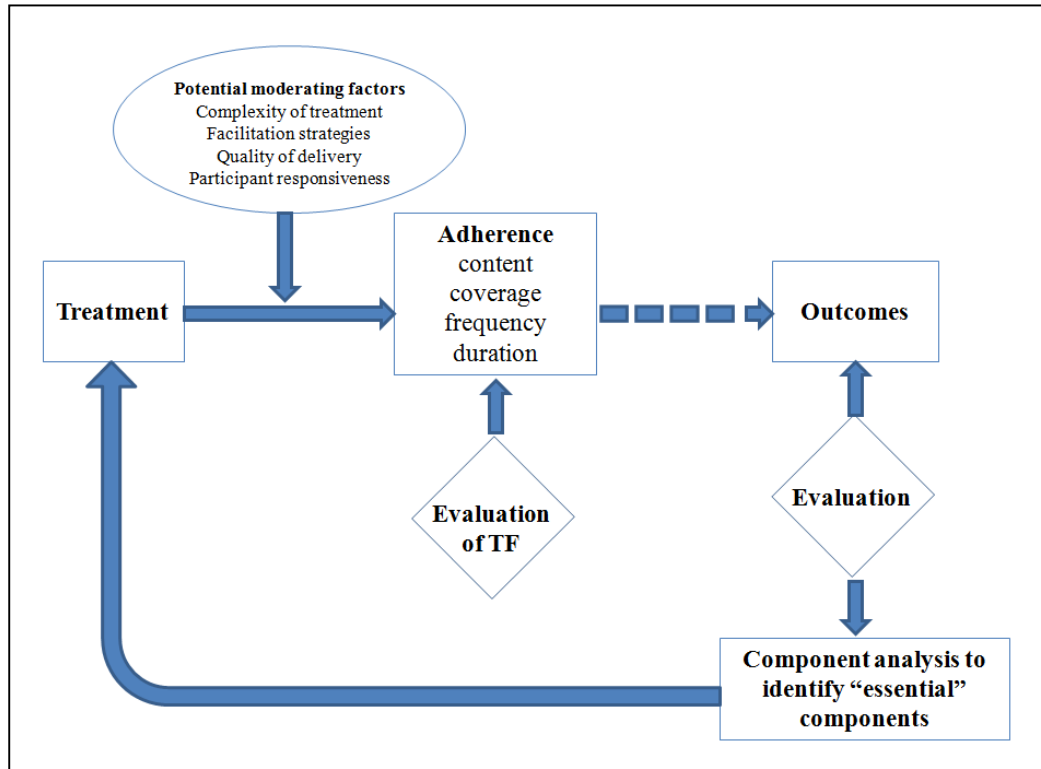 Potential moderating factors
Complexity of treatment
Facilitation strategies
Quality of delivery
Participant responsiveness
Treatment
Adherence
content
coverage
frequency
duration
Outcomes
Evaluation
of TF
Evaluation
Component analysis to
identify “essential”
components